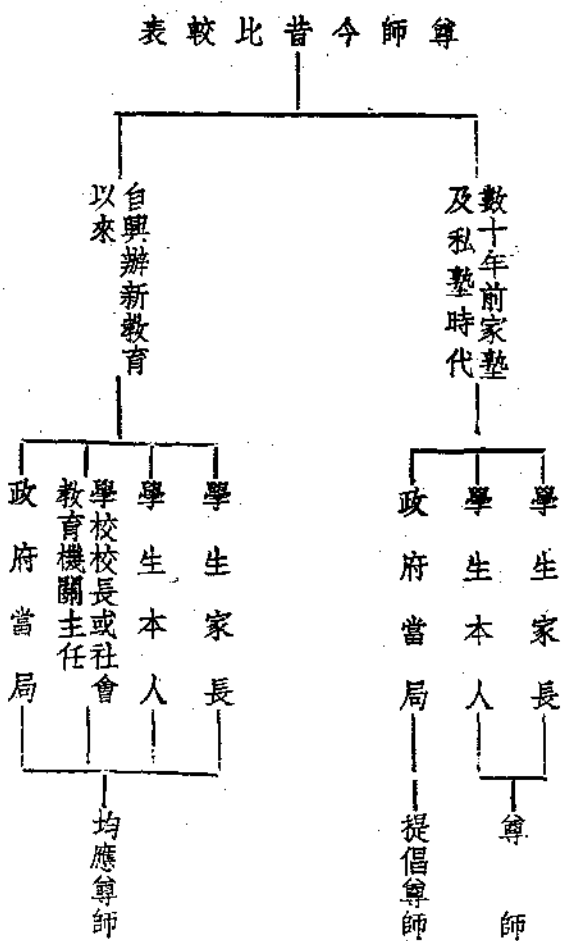 尊師今昔比較表
數十年前家塾
及私塾時代
學生家長
學生本人
政府當局
尊師
提倡尊師
自興辦新教育
以來
學生家長
學生本人
學校校長或社會
教育機關主任
政府當局
均應尊師